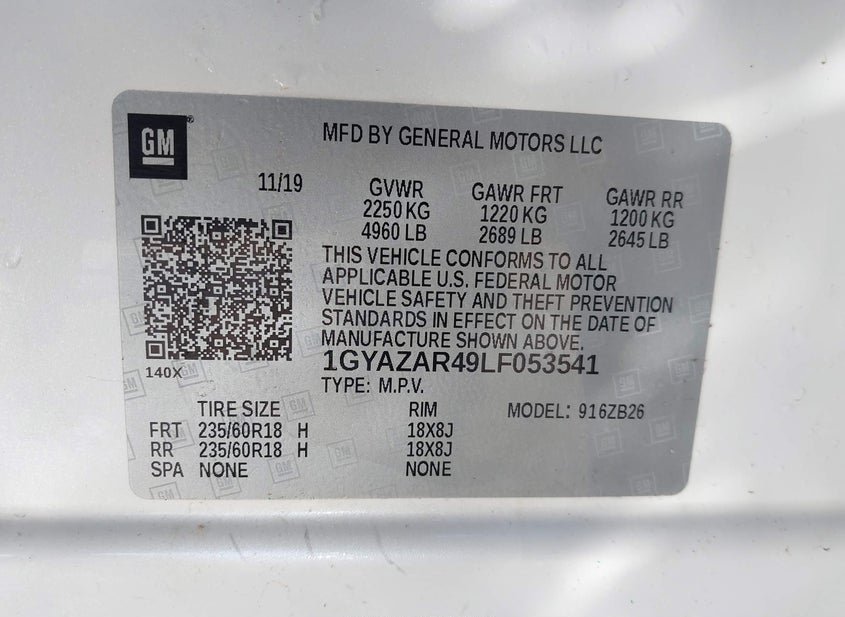 GM
MFD BY GENERAL MOTORS LLC
11/19 GVWR GAWR FRT GAWR RR
2250 KG 1220 KG 1200 KG
4960 LB 2689 LB 2645 LB
THIS VEHICLE CONFORMS TO ALL
APPLICABLE U.S. FEDERAL MOTOR
VEHICLE SAFETY AND THEFT PREVENTION
STANDARDS IN EFFECT ON THE DATE OF
MANUFACTURE SHOWN ABOVE.
140X 1GYAZAR49LF053541
TYPE: M.P.V.
TIRE SIZE RIM MODEL: 916ZB26
FRT 235/60R18 H 18X8J
RR 235/60R18 H 18X8J
SPA NONE NONE